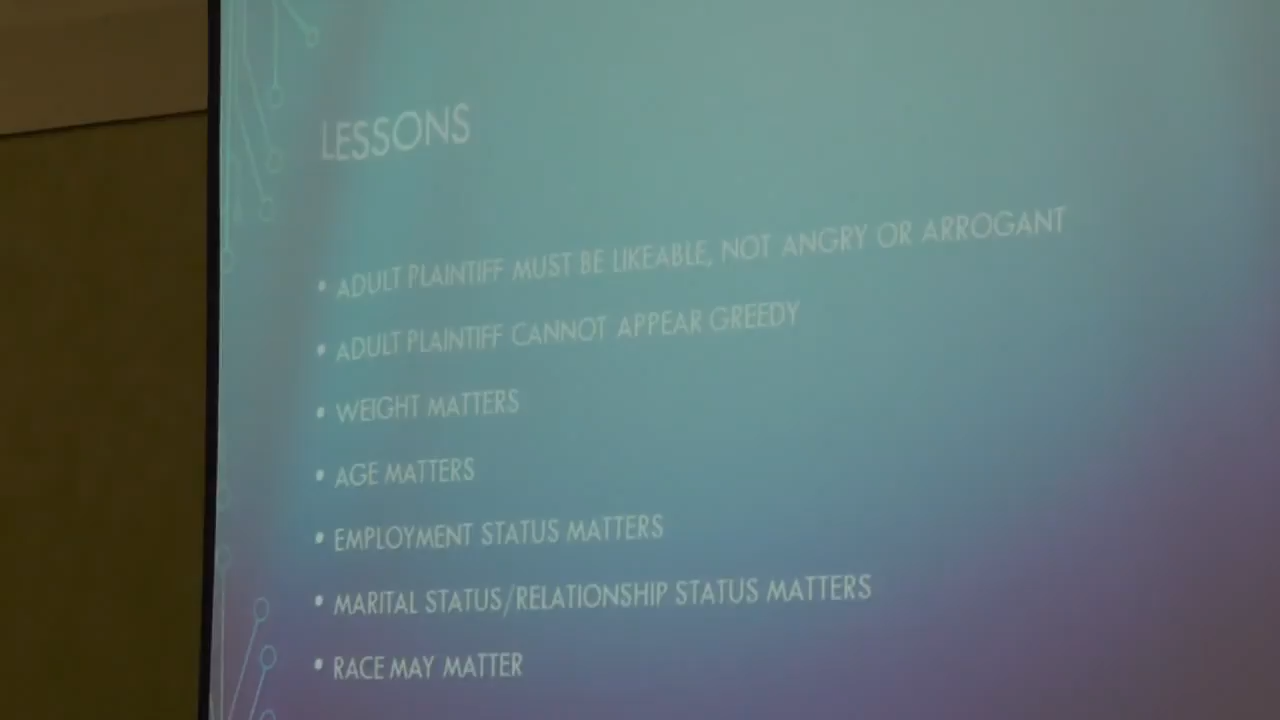 LESSONS
• ADULT PLAINTIFF MUST BE LIKEABLE, NOT ANGRY OR ARROGANT
• ADULT PLAINTIFF CANNOT APPEAR GREEDY
• WEIGHT MATTERS
• AGE MATTERS
• EMPLOYMENT STATUS MATTERS
• MARITAL STATUS/RELATIONSHIP STATUS MATTERS
• RACE MAY MATTER